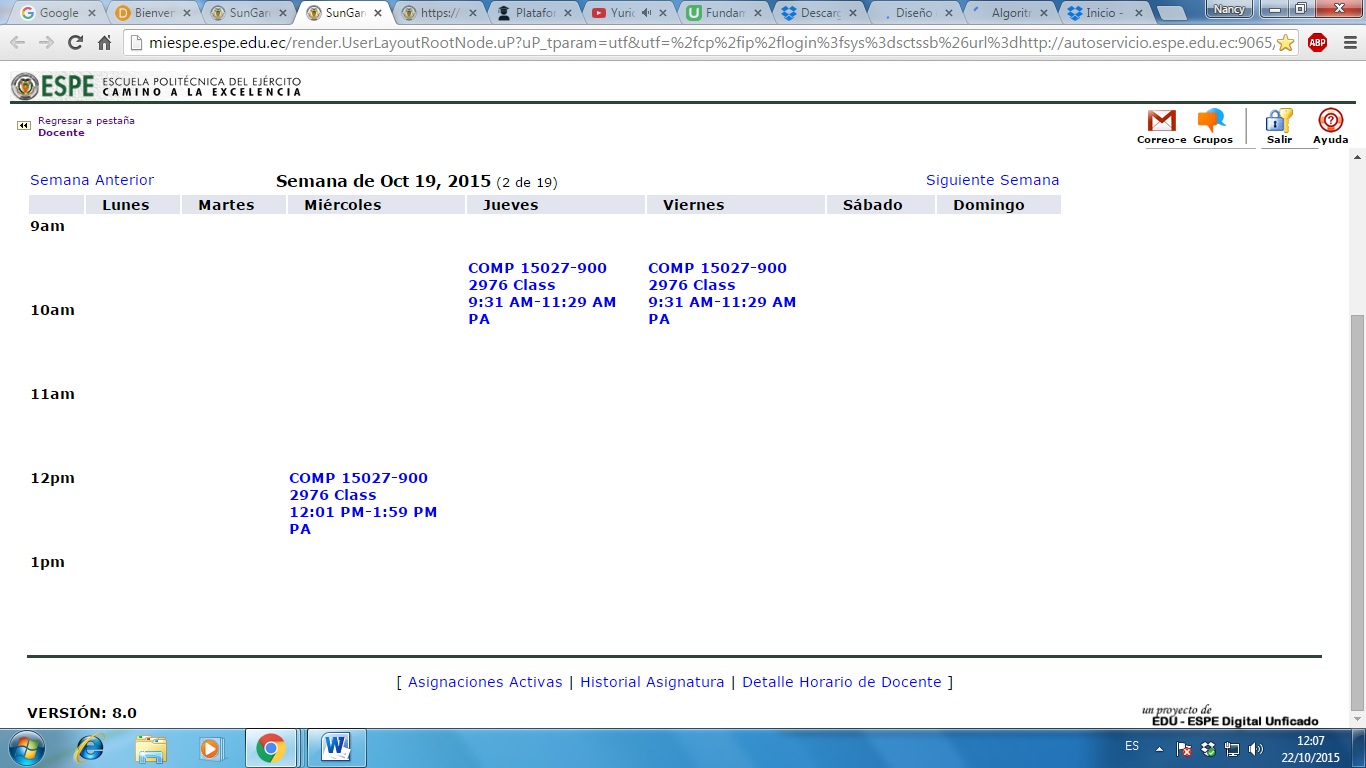 Google
Bienver
SunGar
SunGar
https://
Platafor
Yuric
Fundam
Descarg
Diseño
Algoritr
Inicio -
Nancy
miespe.espe.edu.ec/render.UserLayoutRootNode.uP?uP_tparam=utf&utf=%2fcp%2fip%2flogin%3fsys%3dsctssb%26url%3dhttp://autoservicio.espe.edu.ec:9065,
ABP
ESPE ESCUELA POLITÉCNICA DEL EJÉRCITO
CAMINO A LA EXCELENCIA
Regresar a pestaña
Docente
Correo-e Grupos Salir Ayuda
Semana Anterior Semana de Oct 19, 2015 (2 de 19) Siguiente Semana
Lunes Martes Miércoles Jueves Viernes Sábado Domingo
9am
COMP 15027-900 COMP 15027-900
2976 Class 2976 Class
9:31 AM-11:29 AM 9:31 AM-11:29 AM
10am
PA PA
11am
12pm COMP 15027-900
2976 Class
12:01 PM-1:59 PM
PA
1pm
[ Asignaciones Activas | Historial Asignatura | Detalle Horario de Docente ]
VERSIÓN: 8.0
un proyecto de
EDU - ESPE Digital Unficado
ES
12:07
22/10/2015